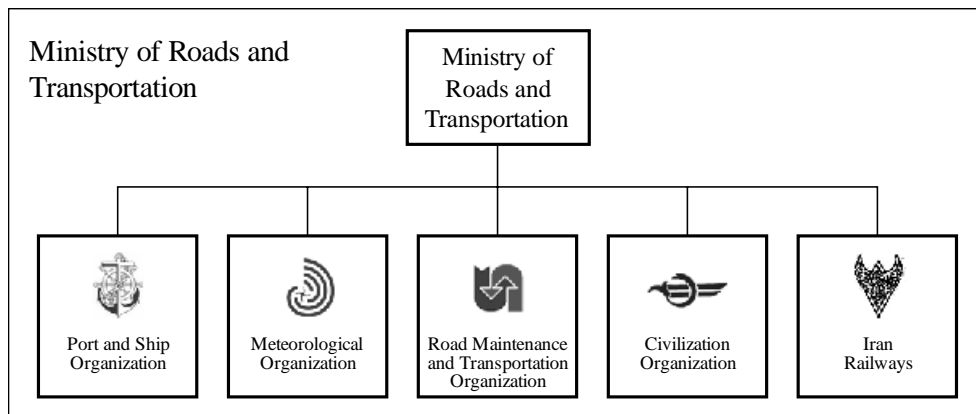 Ministry of Roads and
Transportation
Ministry of
Roads and
Transportation
Port and Ship
Organization
Meteorological
Organization
Road Maintenance
and Transportation
Organization
Civilization
Organization
Iran
Railways